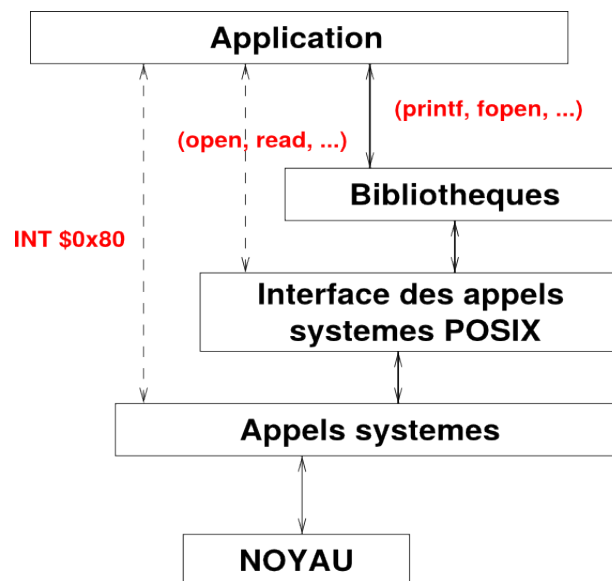 Application
(printf, fopen, ...)
(open, read, ...)
Bibliotheques
INT $0x80
Interface des appels
systemes POSIX
Appels systemes
NOYAU